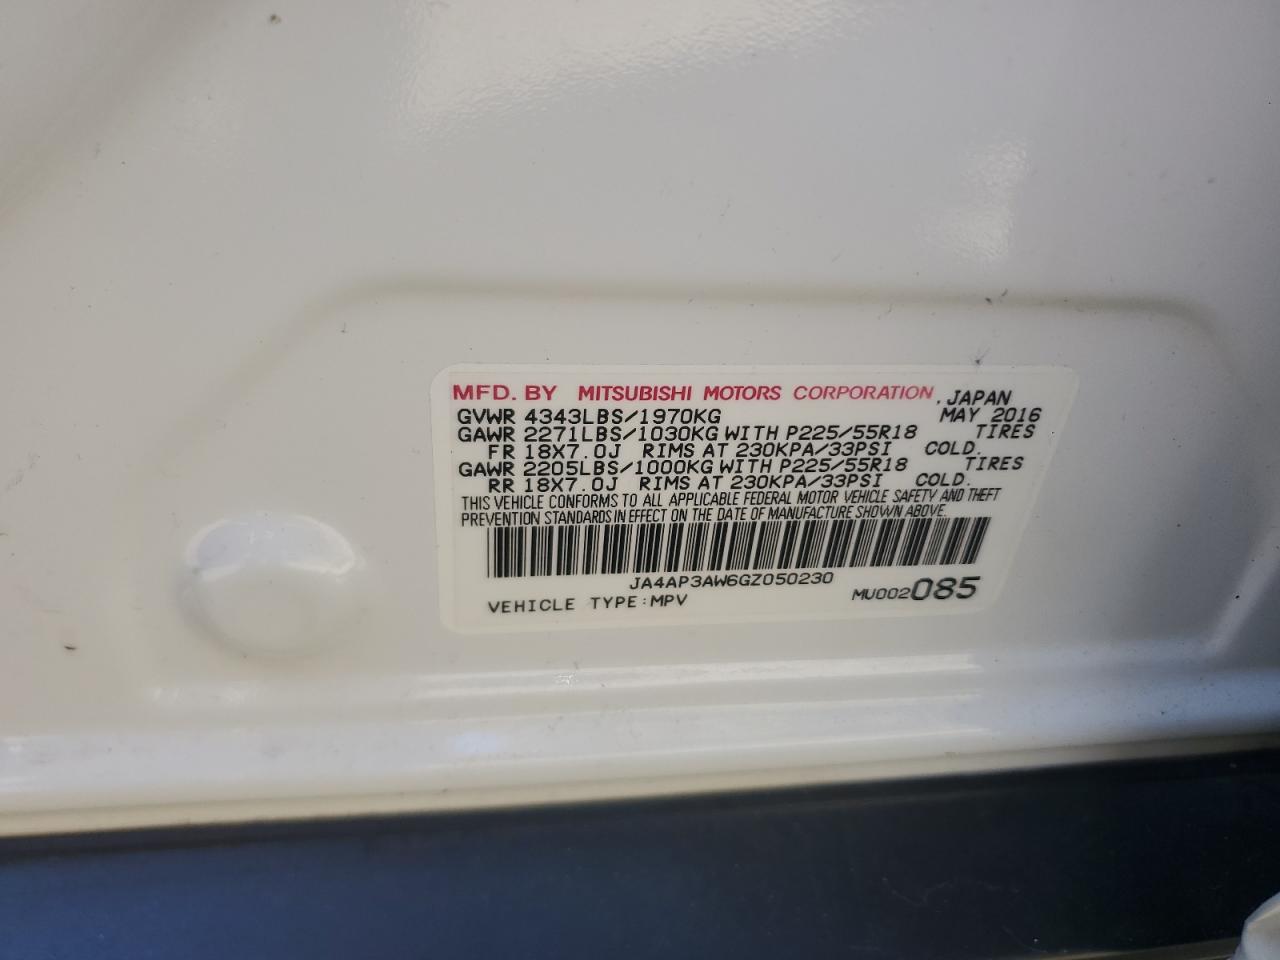 MFD. BY MITSUBISHI MOTORS CORPORATION, JAPAN
GVWR 4343LBS/1970KG MAY 2016
GAWR 2271LBS/1030KG WITH P225/55R18 TIRES
FR 18X7.0J RIMS AT 230KPA/33PSI COLD.
GAWR 2205LBS/1000KG WITH P225/55R18 TIRES
RR 18X7.0J RIMS AT 230KPA/33PSI COLD.
THIS VEHICLE CONFORMS TO ALL APPLICABLE FEDERAL MOTOR VEHICLE SAFETY AND THEFT
PREVENTION STANDARDS IN EFFECT ON THE DATE OF MANUFACTURE SHOWN ABOVE.
JA4AP3AW6GZ050230
VEHICLE TYPE:MPV MU002085